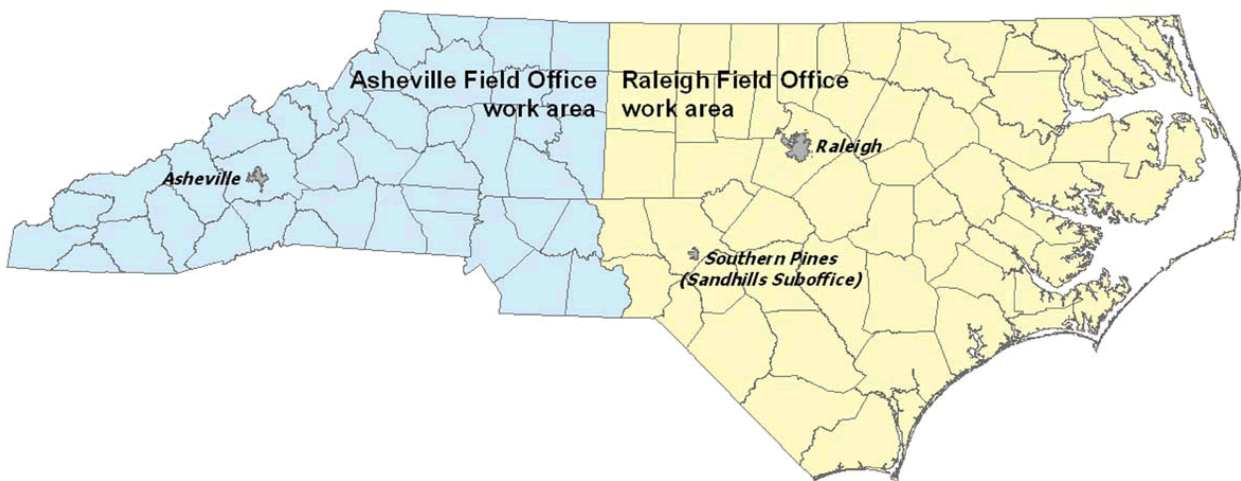 Asheville Field Office
work area
Raleigh Field Office
work area
Raleigh
Asheville
Southern Pines
(Sandhills Suboffice)